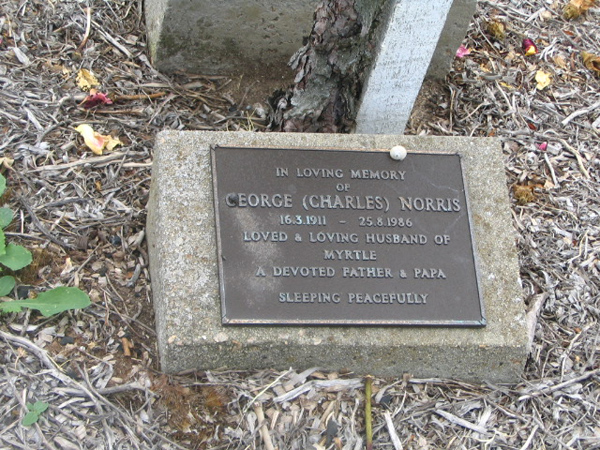 IN LOVING MEMORY
OF
GEORGE (CHARLES) NORRIS
16.3.1911 - 25.8.1986
LOVED & LOVING HUSBAND OF
MYRTLE
A DEVOTED FATHER & PAPA
SLEEPING PEACEFULLY